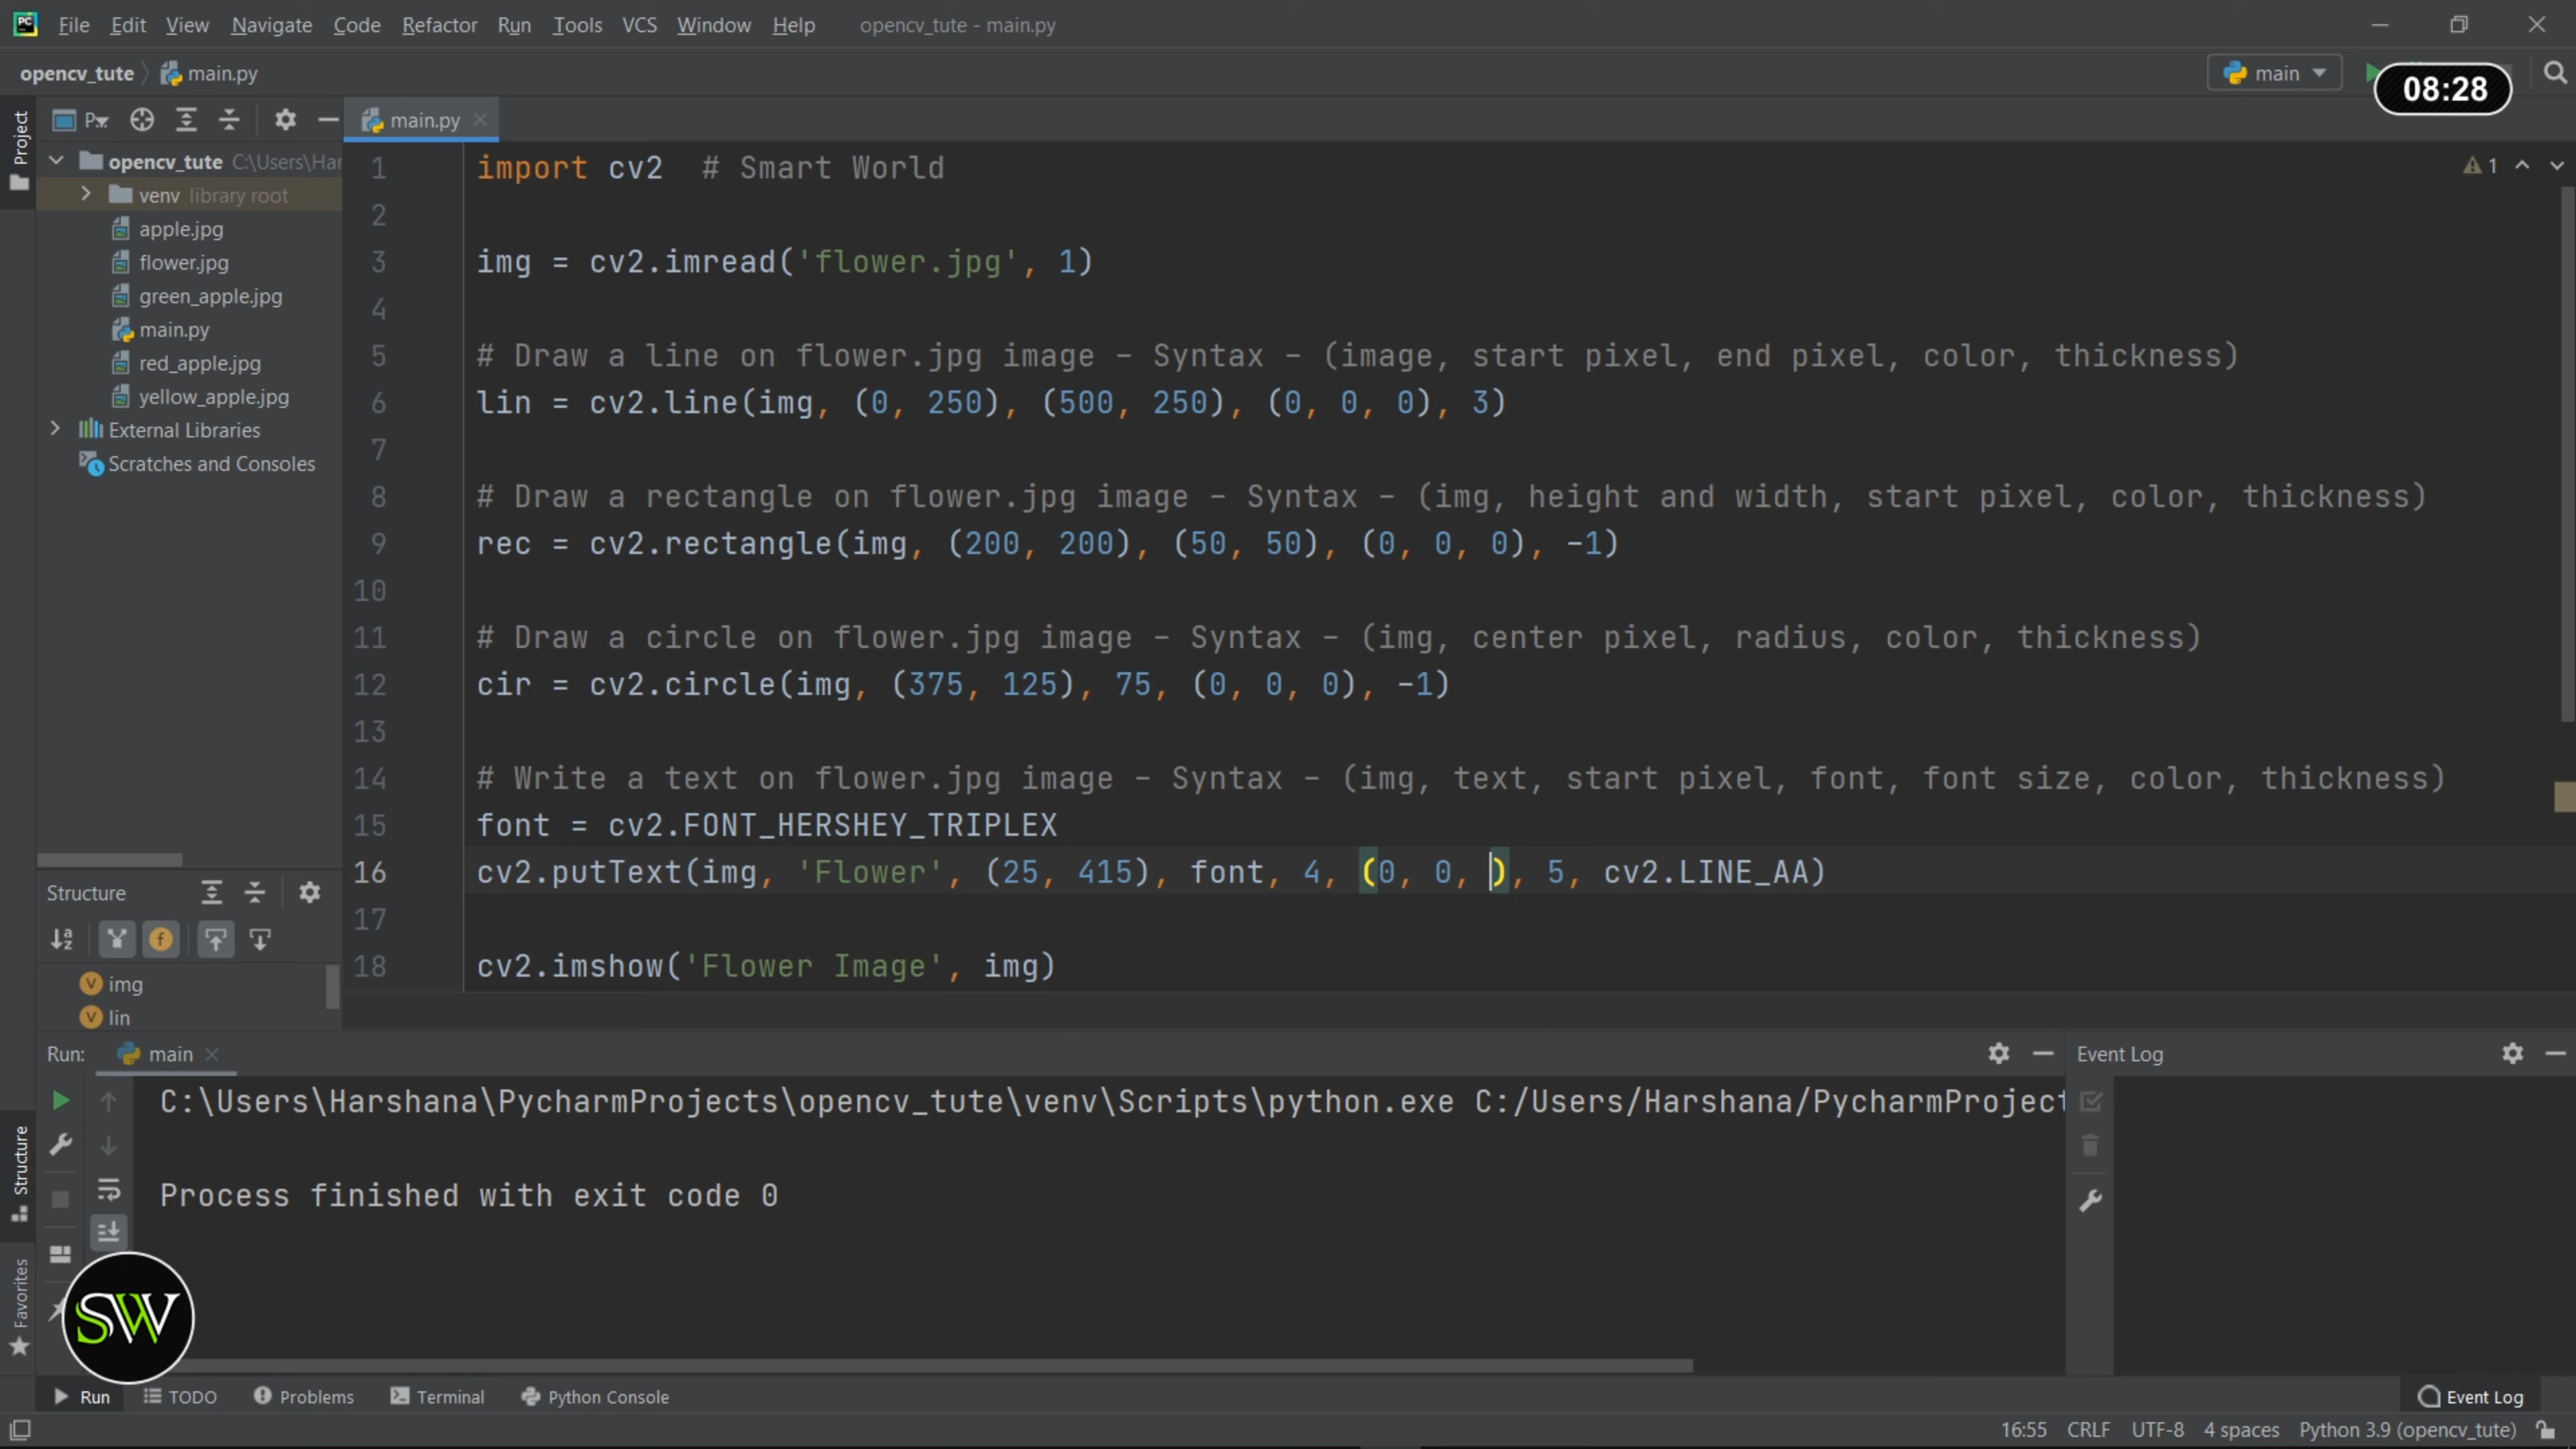 PC File Edit View Navigate Code Refactor Run Tools VCS Window Help opencv_tute - main.py
opencv_tute main.py main
08:28
P... main.py
Project
opencv_tute C:\Users\Har
venv library root
apple.jpg
flower.jpg
green_apple.jpg
main.py
red_apple.jpg
yellow_apple.jpg
External Libraries
Scratches and Consoles
1
1 import cv2 # Smart World
2
3 img = cv2.imread('flower.jpg', 1)
4
5 # Draw a line on flower.jpg image - Syntax - (image, start pixel, end pixel, color, thickness)
6 lin = cv2.line(img, (0, 250), (500, 250), (0, 0, 0), 3)
7
8 # Draw a rectangle on flower.jpg image - Syntax - (img, height and width, start pixel, color, thickness)
9 rec = cv2.rectangle(img, (200, 200), (50, 50), (0, 0, 0), -1)
10
11 # Draw a circle on flower.jpg image - Syntax - (img, center pixel, radius, color, thickness)
12 cir = cv2.circle(img, (375, 125), 75, (0, 0, 0), -1)
13
14 # Write a text on flower.jpg image - Syntax - (img, text, start pixel, font, font size, color, thickness)
15 font = cv2.FONT_HERSHEY_TRIPLEX
16 cv2.putText(img, 'Flower', (25, 415), font, 4, (0, 0, ), 5, cv2.LINE_AA)
17
18 cv2.imshow('Flower Image', img)
Structure
img
lin
Run: main
Event Log
C:\Users\Harshana\PycharmProjects\opencv_tute\venv\Scripts\python.exe C:/Users/Harshana/PycharmProject
Process finished with exit code 0
Structure
Favorites
SW
Run TODO Problems Terminal Python Console Event Log
16:55 CRLF UTF-8 4 spaces Python 3.9 (opencv_tute)